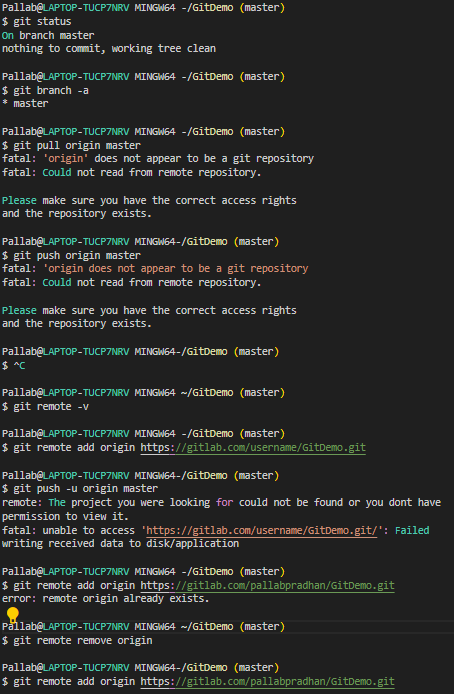 Pallab@LAPTOP-TUCP7NRV MINGW64 ~/GitDemo (master)
$ git status
On branch master
nothing to commit, working tree clean
Pallab@LAPTOP-TUCP7NRV MINGW64 ~/GitDemo (master)
$ git branch -a
* master
Pallab@LAPTOP-TUCP7NRV MINGW64 -/GitDemo (master)
$ git pull origin master
fatal: 'origin' does not appear to be a git repository
fatal: Could not read from remote repository.
Please make sure you have the correct access rights
and the repository exists.
Pallab@LAPTOP-TUCP7NRV MINGW64-/GitDemo (master)
$ git push origin master
fatal: 'origin does not appear to be a git repository
fatal: Could not read from remote repository.
Please make sure you have the correct access rights
and the repository exists.
Pallab@LAPTOP-TUCP7NRV MINGW64-/GitDemo (master)
$ ^C
Pallab@LAPTOP-TUCP7NRV MINGW64 ~/GitDemo (master)
$ git remote -v
Pallab@LAPTOP-TUCP7NRV MINGW64 -/GitDemo (master)
$ git remote add origin https://gitlab.com/username/GitDemo.git
Pallab@LAPTOP-TUCP7NRV MINGW64 -/GitDemo (master)
$ git push -u origin master
remote: The project you were looking for could not be found or you dont have
permission to view it.
fatal: unable to access 'https://gitlab.com/username/GitDemo.git/': Failed
writing received data to disk/application
Pallab@LAPTOP-TUCP7NRV MINGW64 -/GitDemo (master)
$ git remote add origin https://gitlab.com/pallabpradhan/GitDemo.git
error: remote origin already exists.
Pallab@LAPTOP-TUCP7NRV MINGW64 ~/GitDemo (master)
$ git remote remove origin
Pallab@LAPTOP-TUCP7NRV MINGW64 -/GitDemo (master)
$ git remote add origin https://gitlab.com/pallabpradhan/GitDemo.git